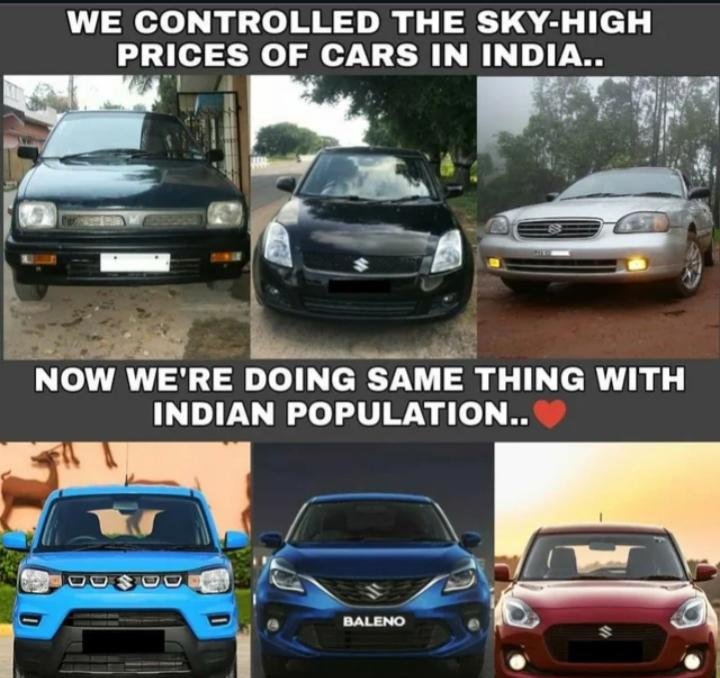 WE CONTROLLED THE SKY-HIGH
PRICES OF CARS IN INDIA..
NOW WE'RE DOING SAME THING WITH
INDIAN POPULATION..❤️
BALENO